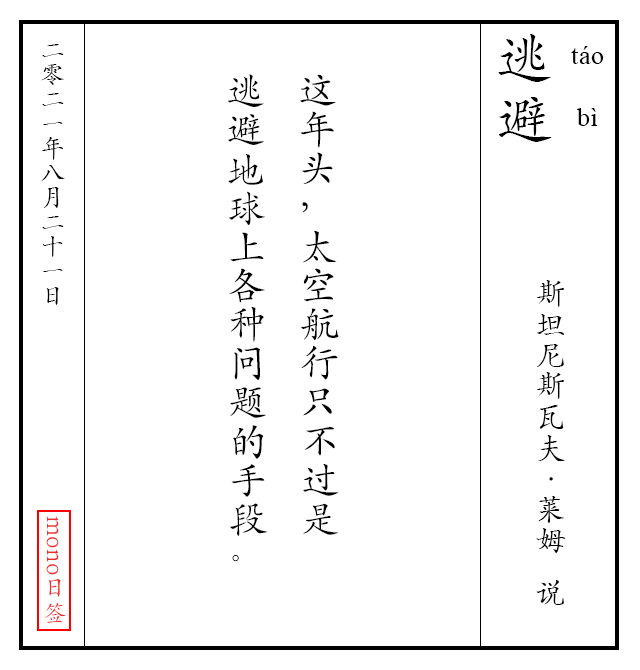 逃 táo
避 bì
斯坦尼斯瓦夫·莱姆 说
这年头，太空航行只不过是
逃避地球上各种问题的手段。
二零二一年八月二十一日
mono日签